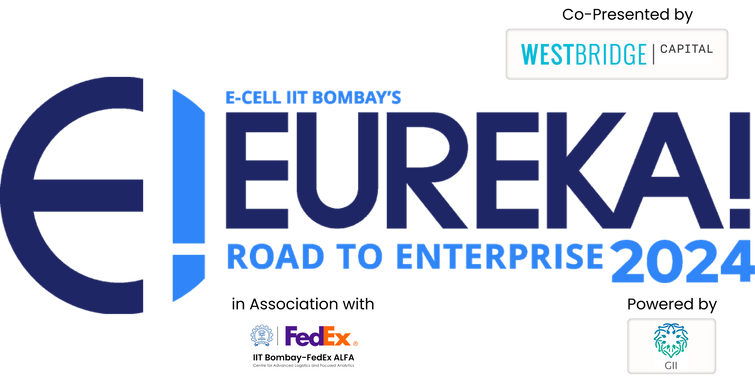 Co-Presented by
WESTBRIDGE | CAPITAL
E-CELL IIT BOMBAY'S
E! EUREKA!
ROAD TO ENTERPRISE 2024
in Association with
FedEx®
IIT Bombay-FedEx ALFA
Centre for Advanced Logistics and Focused Analytics
Powered by
GII